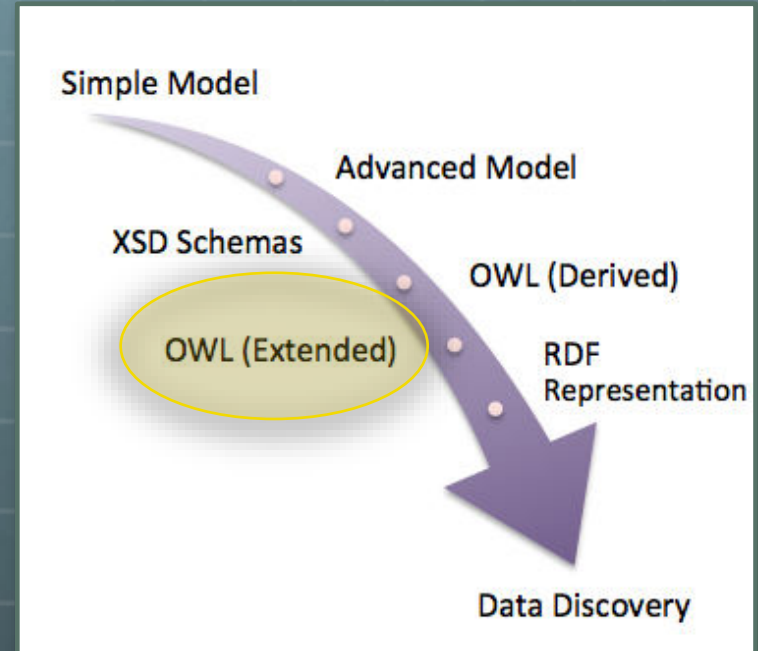 Simple Model
Advanced Model
XSD Schemas
OWL (Derived)
OWL (Extended)
RDF
Representation
Data Discovery